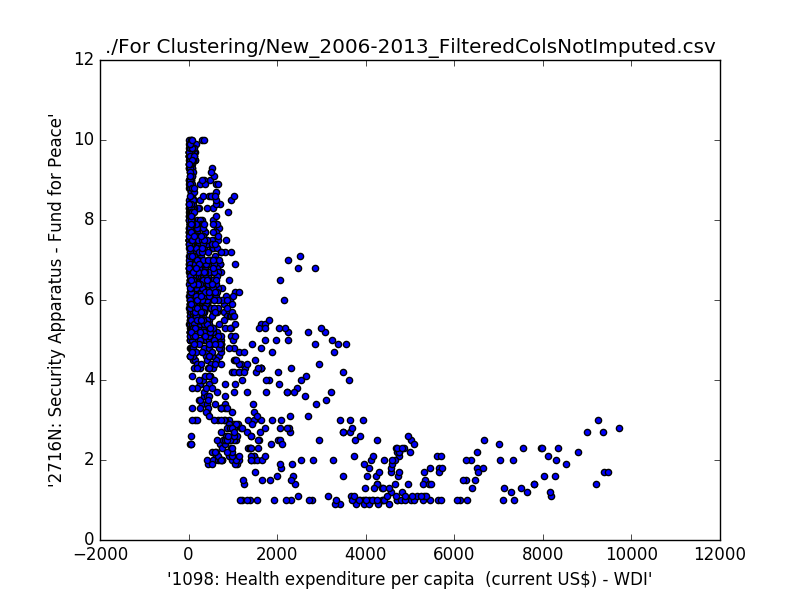 ./For Clustering/New_2006-2013_FilteredColsNotImputed.csv
12
10
8
6
4
2
0
'2716N: Security Apparatus - Fund for Peace'
−2000 0 2000 4000 6000 8000 10000 12000
'1098: Health expenditure per capita  (current US$) - WDI'